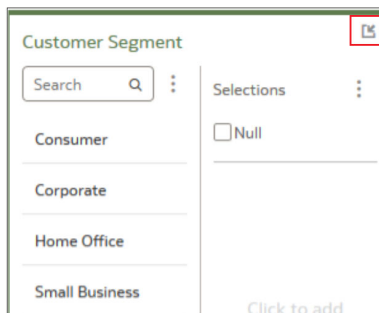 Customer Segment
Search
Selections
Null
Consumer
Corporate
Home Office
Small Business
Click to add